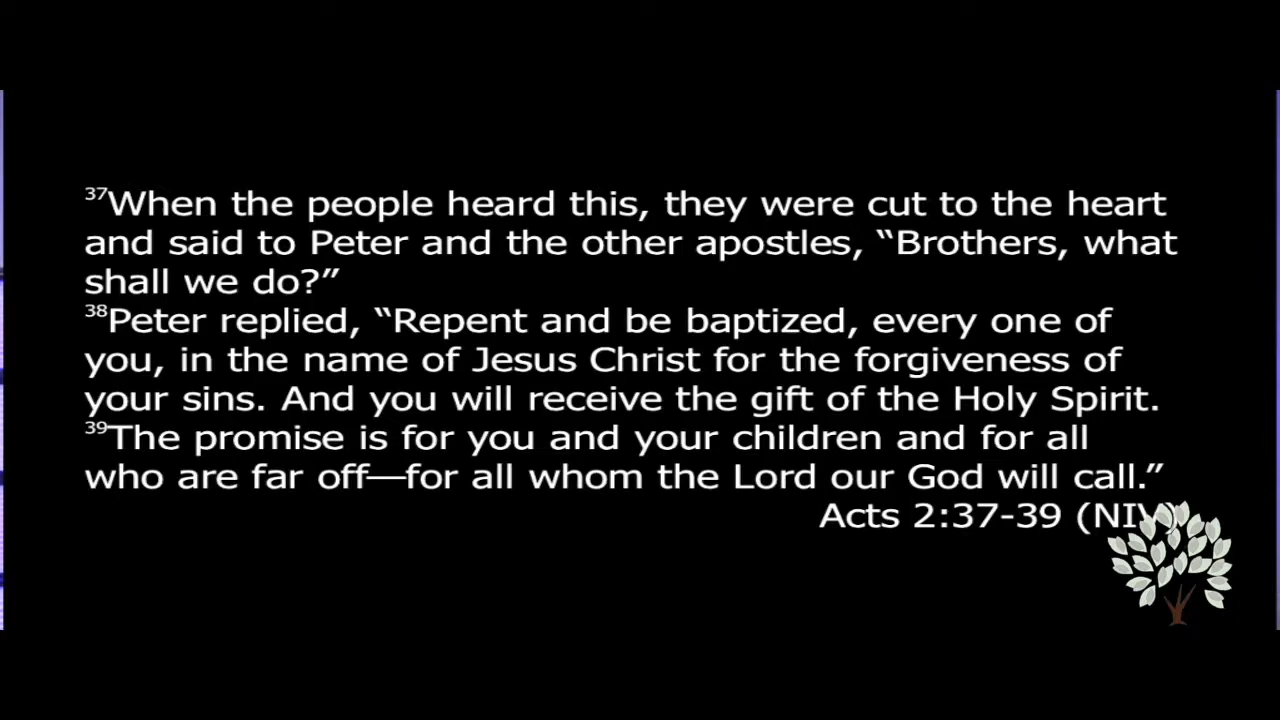 ³⁷When the people heard this, they were cut to the heart
and said to Peter and the other apostles, “Brothers, what
shall we do?”
³⁸Peter replied, “Repent and be baptized, every one of
you, in the name of Jesus Christ for the forgiveness of
your sins. And you will receive the gift of the Holy Spirit.
³⁹The promise is for you and your children and for all
who are far off—for all whom the Lord our God will call.”
Acts 2:37-39 (NIV)